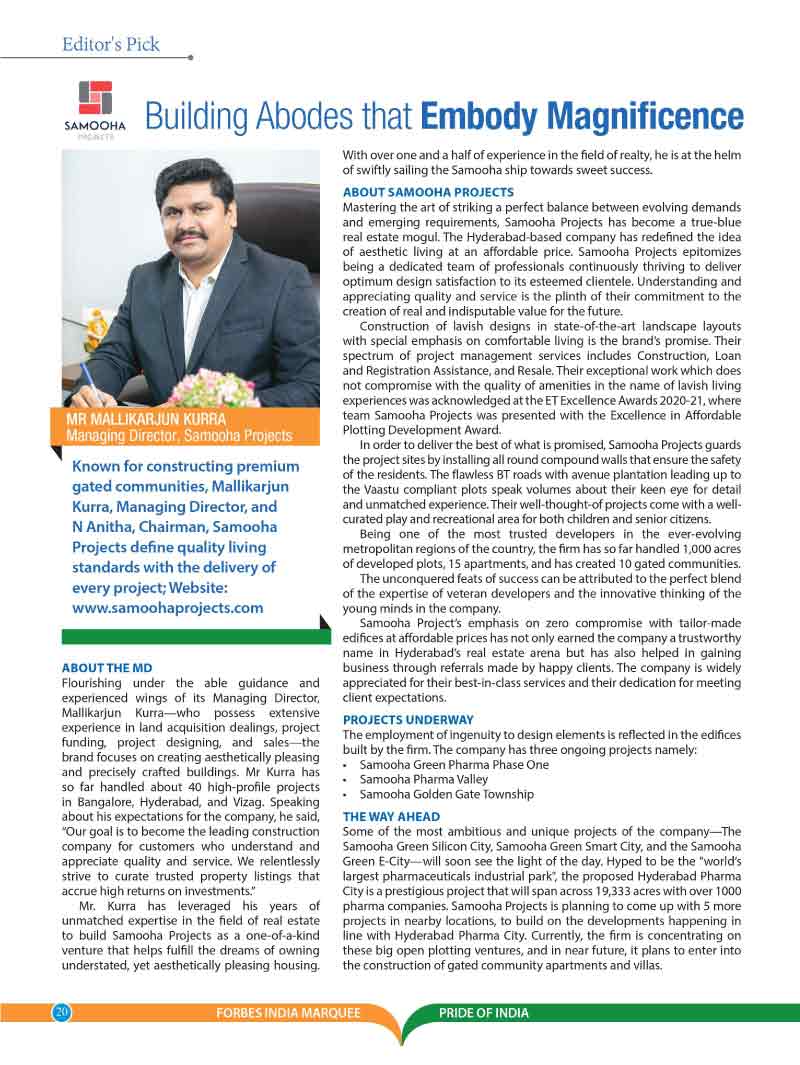 Editor's Pick
SAMOOHA
PROJECTS
Building Abodes that Embody Magnificence
MR MALLIKARJUN KURRA
Managing Director, Samooha Projects
Known for constructing premium
gated communities, Mallikarjun
Kurra, Managing Director, and
N Anitha, Chairman, Samooha
Projects define quality living
standards with the delivery of
every project; Website:
www.samoohaprojects.com
ABOUT THE MD
Flourishing under the able guidance and
experienced wings of its Managing Director,
Mallikarjun Kurra—who possess extensive
experience in land acquisition dealings, project
funding, project designing, and sales—the
brand focuses on creating aesthetically pleasing
and precisely crafted buildings. Mr Kurra has
so far handled about 40 high-profile projects
in Bangalore, Hyderabad, and Vizag. Speaking
about his expectations for the company, he said,
“Our goal is to become the leading construction
company for customers who understand and
appreciate quality and service. We relentlessly
strive to curate trusted property listings that
accrue high returns on investments.”
Mr. Kurra has leveraged his years of
unmatched expertise in the field of real estate
to build Samooha Projects as a one-of-a-kind
venture that helps fulfill the dreams of owning
understated, yet aesthetically pleasing housing.
With over one and a half of experience in the field of realty, he is at the helm
of swiftly sailing the Samooha ship towards sweet success.
ABOUT SAMOOHA PROJECTS
Mastering the art of striking a perfect balance between evolving demands
and emerging requirements, Samooha Projects has become a true-blue
real estate mogul. The Hyderabad-based company has redefined the idea
of aesthetic living at an affordable price. Samooha Projects epitomizes
being a dedicated team of professionals continuously thriving to deliver
optimum design satisfaction to its esteemed clientele. Understanding and
appreciating quality and service is the plinth of their commitment to the
creation of real and indisputable value for the future.
Construction of lavish designs in state-of-the-art landscape layouts
with special emphasis on comfortable living is the brand's promise. Their
spectrum of project management services includes Construction, Loan
and Registration Assistance, and Resale. Their exceptional work which does
not compromise with the quality of amenities in the name of lavish living
experiences was acknowledged at the ET Excellence Awards 2020-21, where
team Samooha Projects was presented with the Excellence in Affordable
Plotting Development Award.
In order to deliver the best of what is promised, Samooha Projects guards
the project sites by installing all round compound walls that ensure the safety
of the residents. The flawless BT roads with avenue plantation leading up to
the Vaastu compliant plots speak volumes about their keen eye for detail
and unmatched experience. Their well-thought-of projects come with a well-
curated play and recreational area for both children and senior citizens.
Being one of the most trusted developers in the ever-evolving
metropolitan regions of the country, the firm has so far handled 1,000 acres
of developed plots, 15 apartments, and has created 10 gated communities.
The unconquered feats of success can be attributed to the perfect blend
of the expertise of veteran developers and the innovative thinking of the
young minds in the company.
Samooha Project's emphasis on zero compromise with tailor-made
edifices at affordable prices has not only earned the company a trustworthy
name in Hyderabad's real estate arena but has also helped in gaining
business through referrals made by happy clients. The company is widely
appreciated for their best-in-class services and their dedication for meeting
client expectations.
PROJECTS UNDERWAY
The employment of ingenuity to design elements is reflected in the edifices
built by the firm. The company has three ongoing projects namely:
• Samooha Green Pharma Phase One
• Samooha Pharma Valley
• Samooha Golden Gate Township
THE WAY AHEAD
Some of the most ambitious and unique projects of the company—The
Samooha Green Silicon City, Samooha Green Smart City, and the Samooha
Green E-City—will soon see the light of the day. Hyped to be the “world's
largest pharmaceuticals industrial park”, the proposed Hyderabad Pharma
City is a prestigious project that will span across 19,333 acres with over 1000
pharma companies. Samooha Projects is planning to come up with 5 more
projects in nearby locations, to build on the developments happening in
line with Hyderabad Pharma City. Currently, the firm is concentrating on
these big open plotting ventures, and in near future, it plans to enter into
the construction of gated community apartments and villas.
20
FORBES INDIA MARQUEE
PRIDE OF INDIA